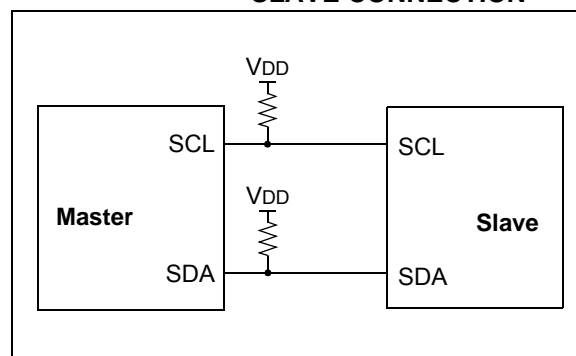 SLAVE CONNECTION
VDD
SCL
SCL
VDD
Master
Slave
SDA
SDA